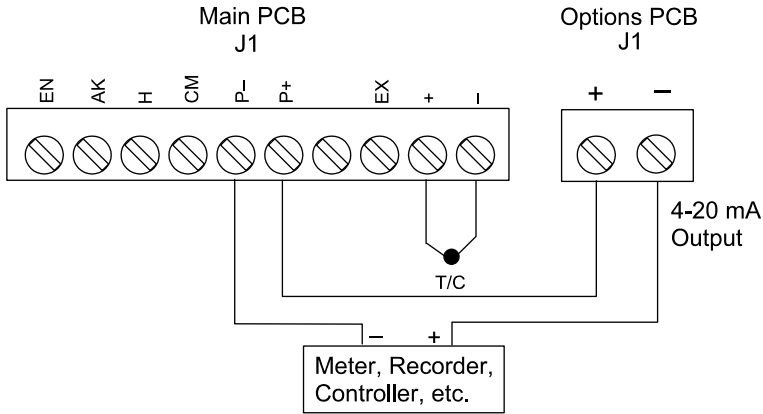 Main PCB
J1
Options PCB
J1
EN AK H CM P− P+ EX + −
+ −
4-20 mA
Output
T/C
− +
Meter, Recorder,
Controller, etc.